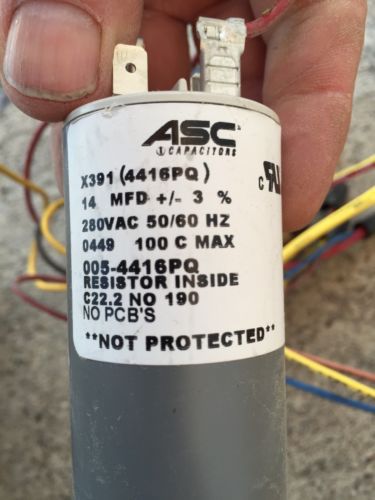 ASC
CAPACITORS
X391 (4416PQ)
14 MFD +/- 3 %
280VAC 50/60 HZ
0449 100 C MAX
005-4416PQ
RESISTOR INSIDE
C22.2 NO 190
NO PCB'S
**NOT PROTECTED**
c RU